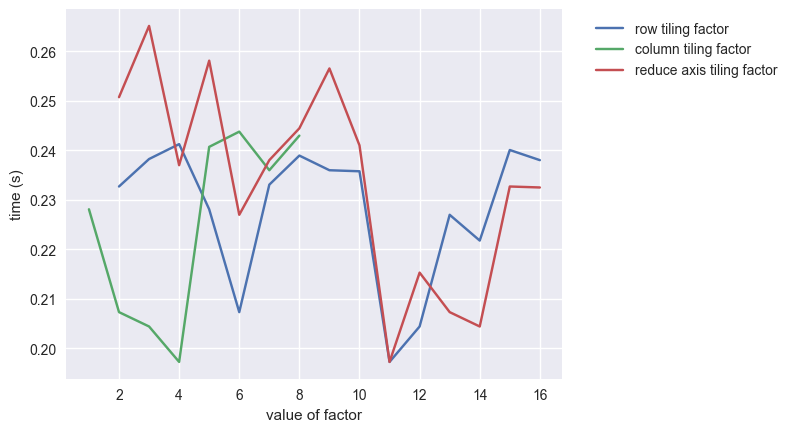 row tiling factor
column tiling factor
reduce axis tiling factor
0.26
0.25
0.24
0.23
0.22
0.21
0.20
time (s)
2 4 6 8 10 12 14 16
value of factor